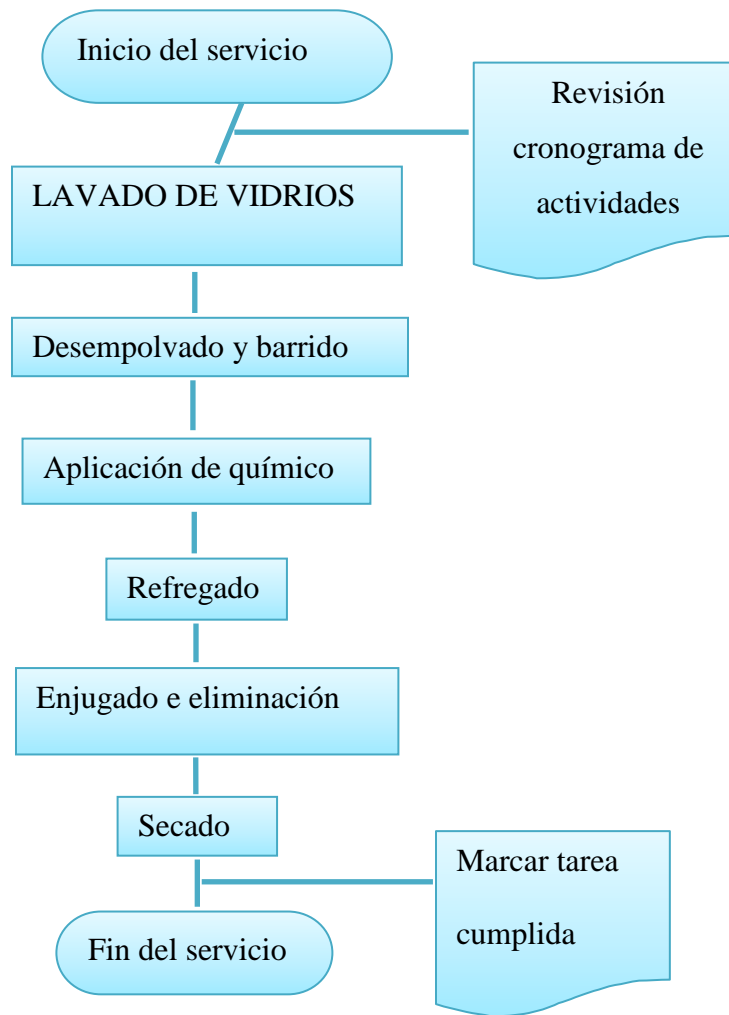 Inicio del servicio
Revisión
cronograma de
actividades
LAVADO DE VIDRIOS
Desempolvado y barrido
Aplicación de químico
Refregado
Enjugado e eliminación
Secado
Marcar tarea
cumplida
Fin del servicio